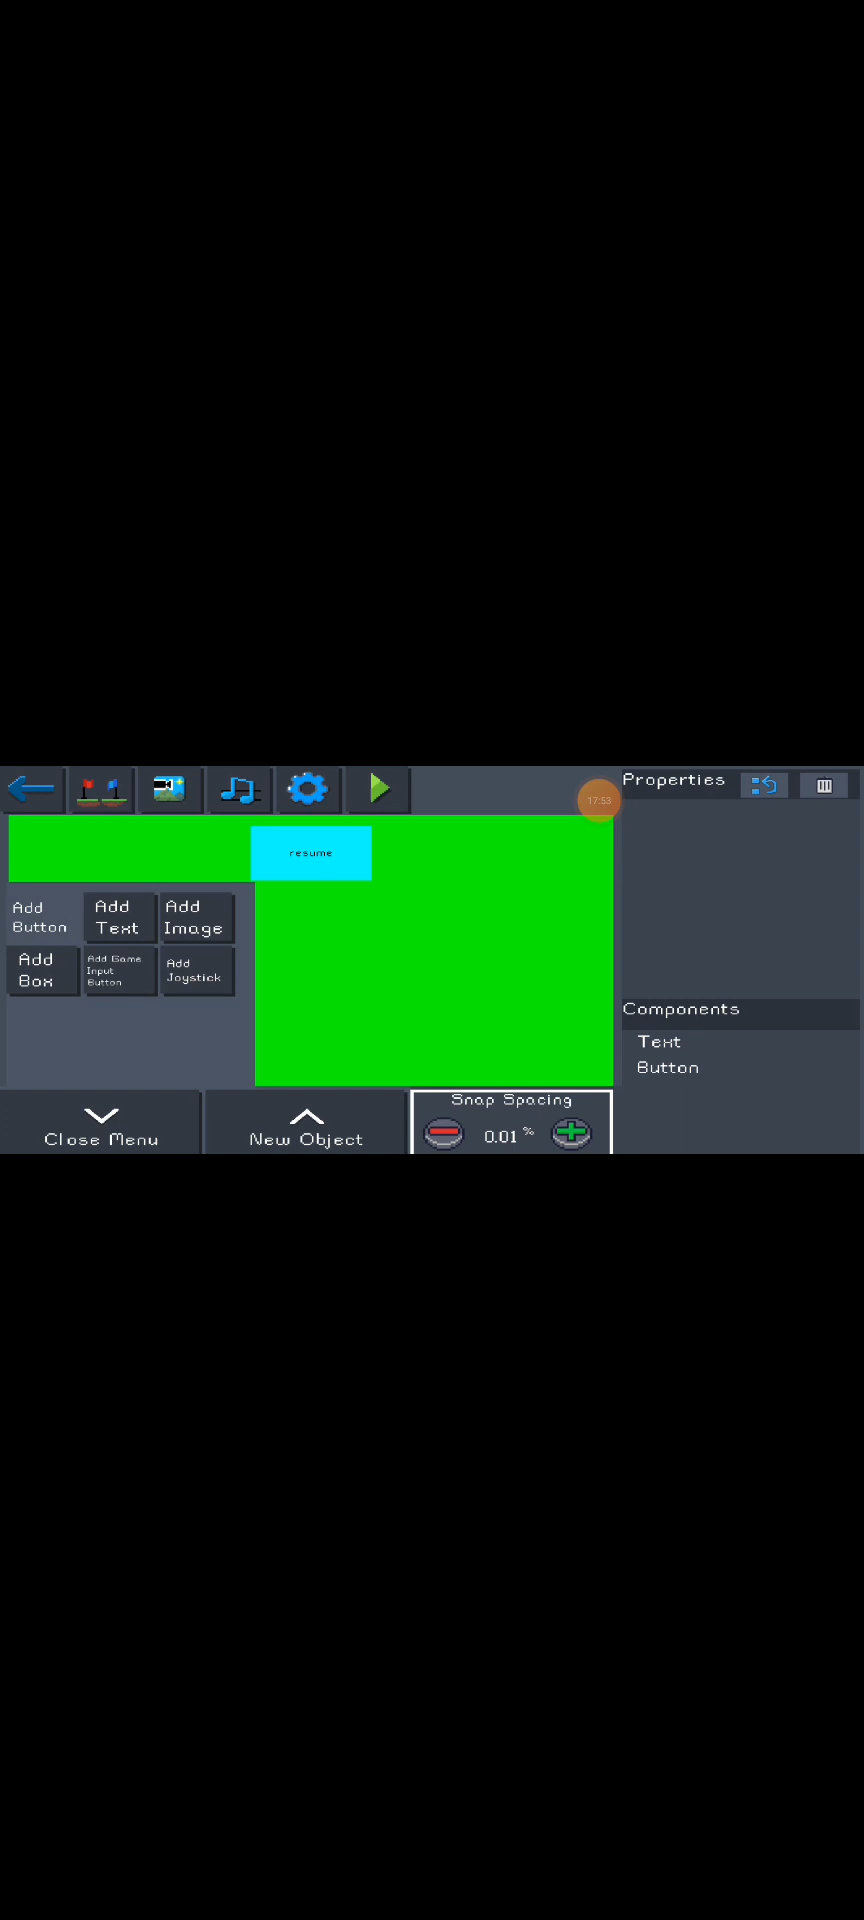 Properties
17:53
resume
Add
Button
Add
Text
Add
Image
Add
Box
Add Game
Input
Button
Add
Joystick
Components
Text
Button
Close Menu
New Object
Snap Spacing
0.01 %